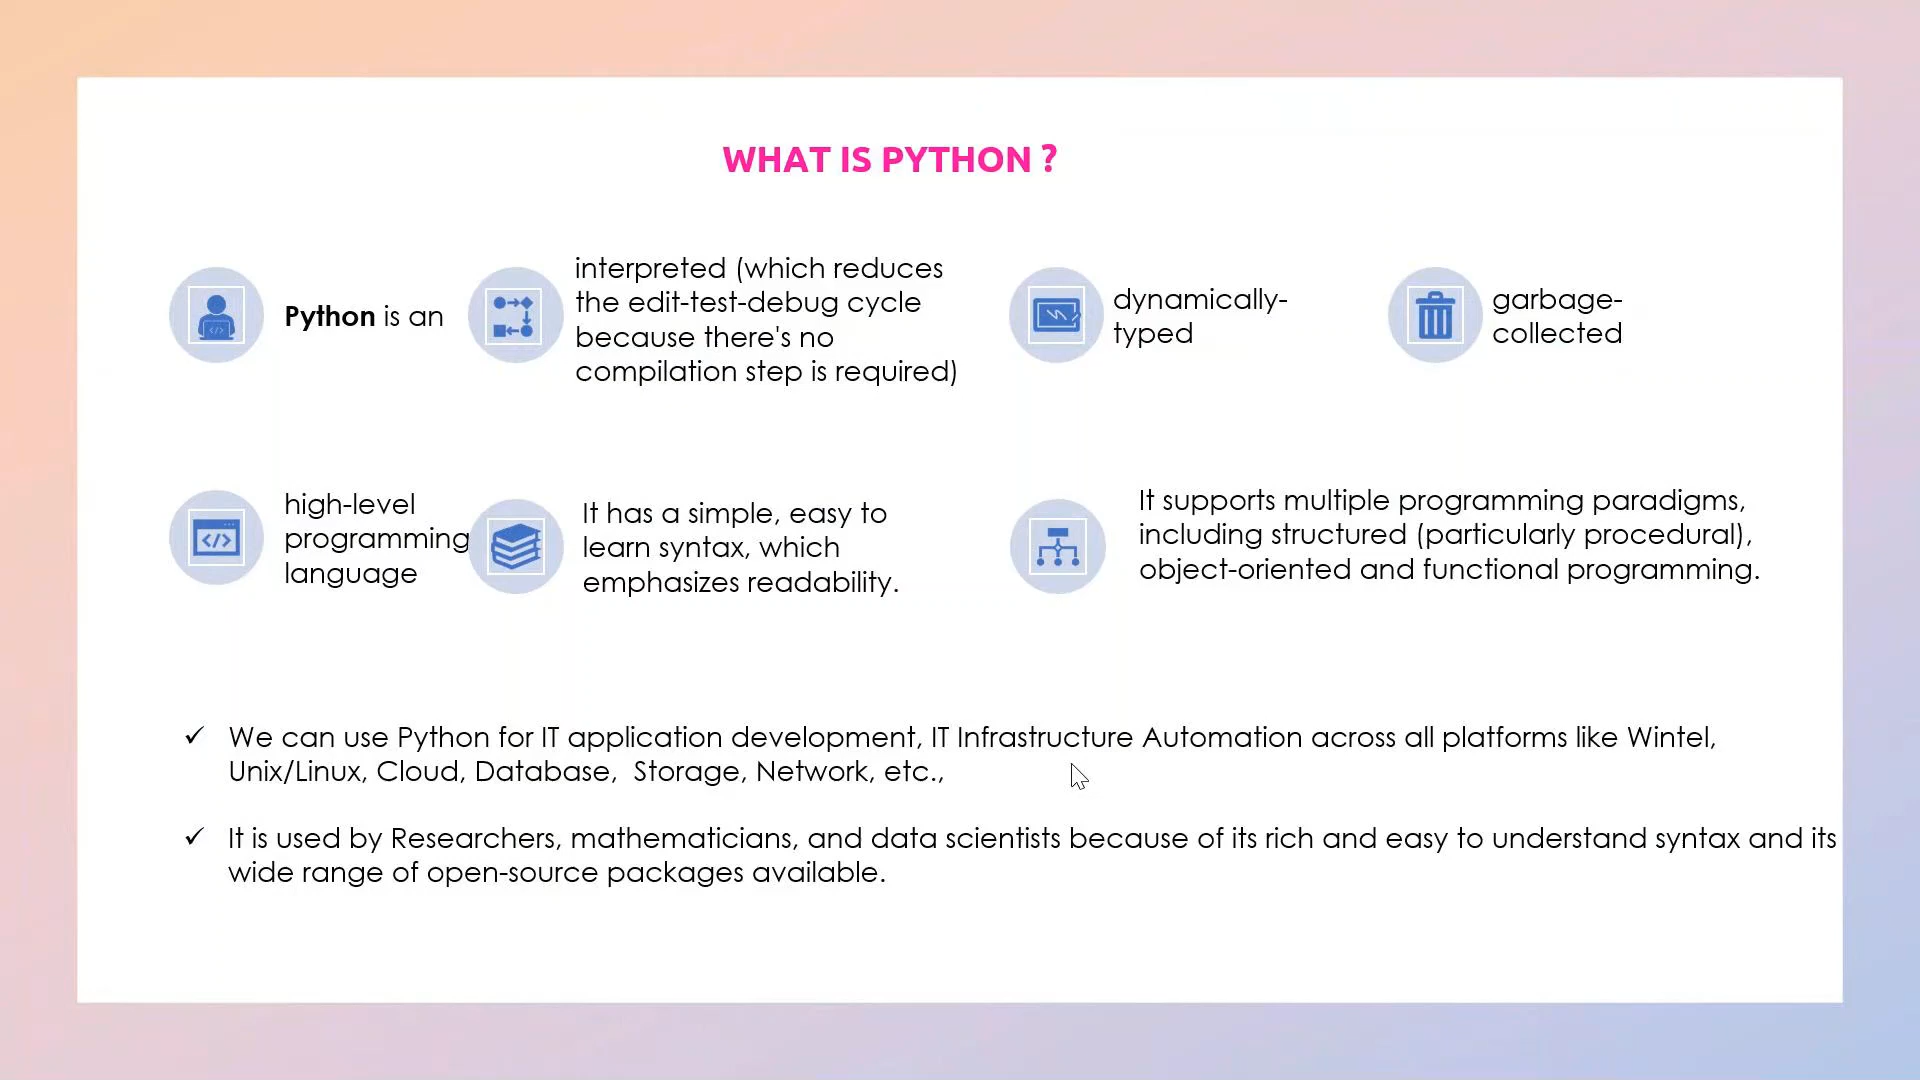 WHAT IS PYTHON ?
Python is an
interpreted (which reduces
the edit-test-debug cycle
because there's no
compilation step is required)
dynamically-
typed
garbage-
collected
high-level
programming
language
It has a simple, easy to
learn syntax, which
emphasizes readability.
It supports multiple programming paradigms,
including structured (particularly procedural),
object-oriented and functional programming.
✓ We can use Python for IT application development, IT Infrastructure Automation across all platforms like Wintel,
Unix/Linux, Cloud, Database,  Storage, Network, etc.,
✓ It is used by Researchers, mathematicians, and data scientists because of its rich and easy to understand syntax and its
wide range of open-source packages available.